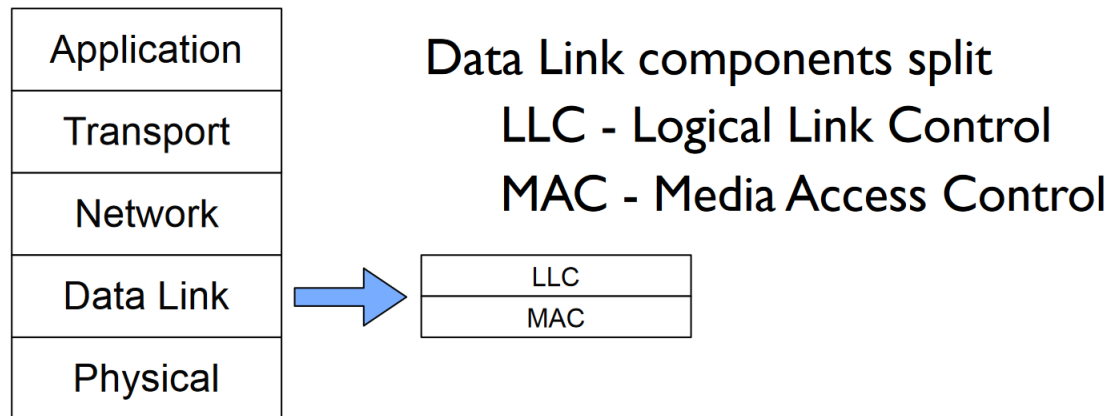 Application
Transport
Network
Data Link
Physical
Data Link components split
LLC - Logical Link Control
MAC - Media Access Control
LLC
MAC